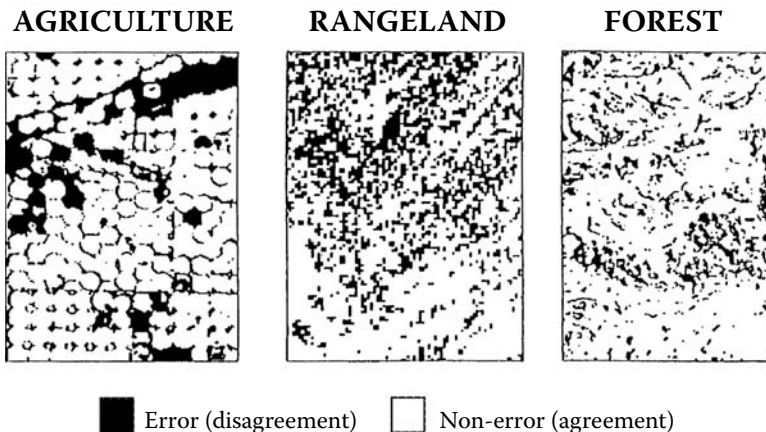 AGRICULTURE RANGELAND FOREST
Error (disagreement) Non-error (agreement)